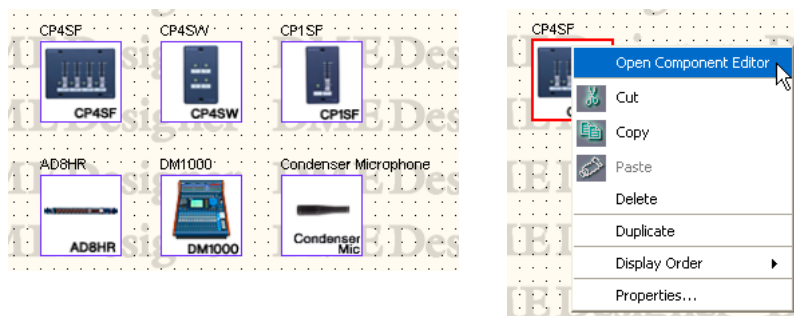 CP4SF CP4SW CP1SF
CP4SF CP4SW CP1SF
AD8HR DM1000 Condenser Microphone
AD8HR DM1000 Condenser
Mic
CP4SF
Open Component Editor
Cut
Copy
Paste
Delete
Duplicate
Display Order
Properties...